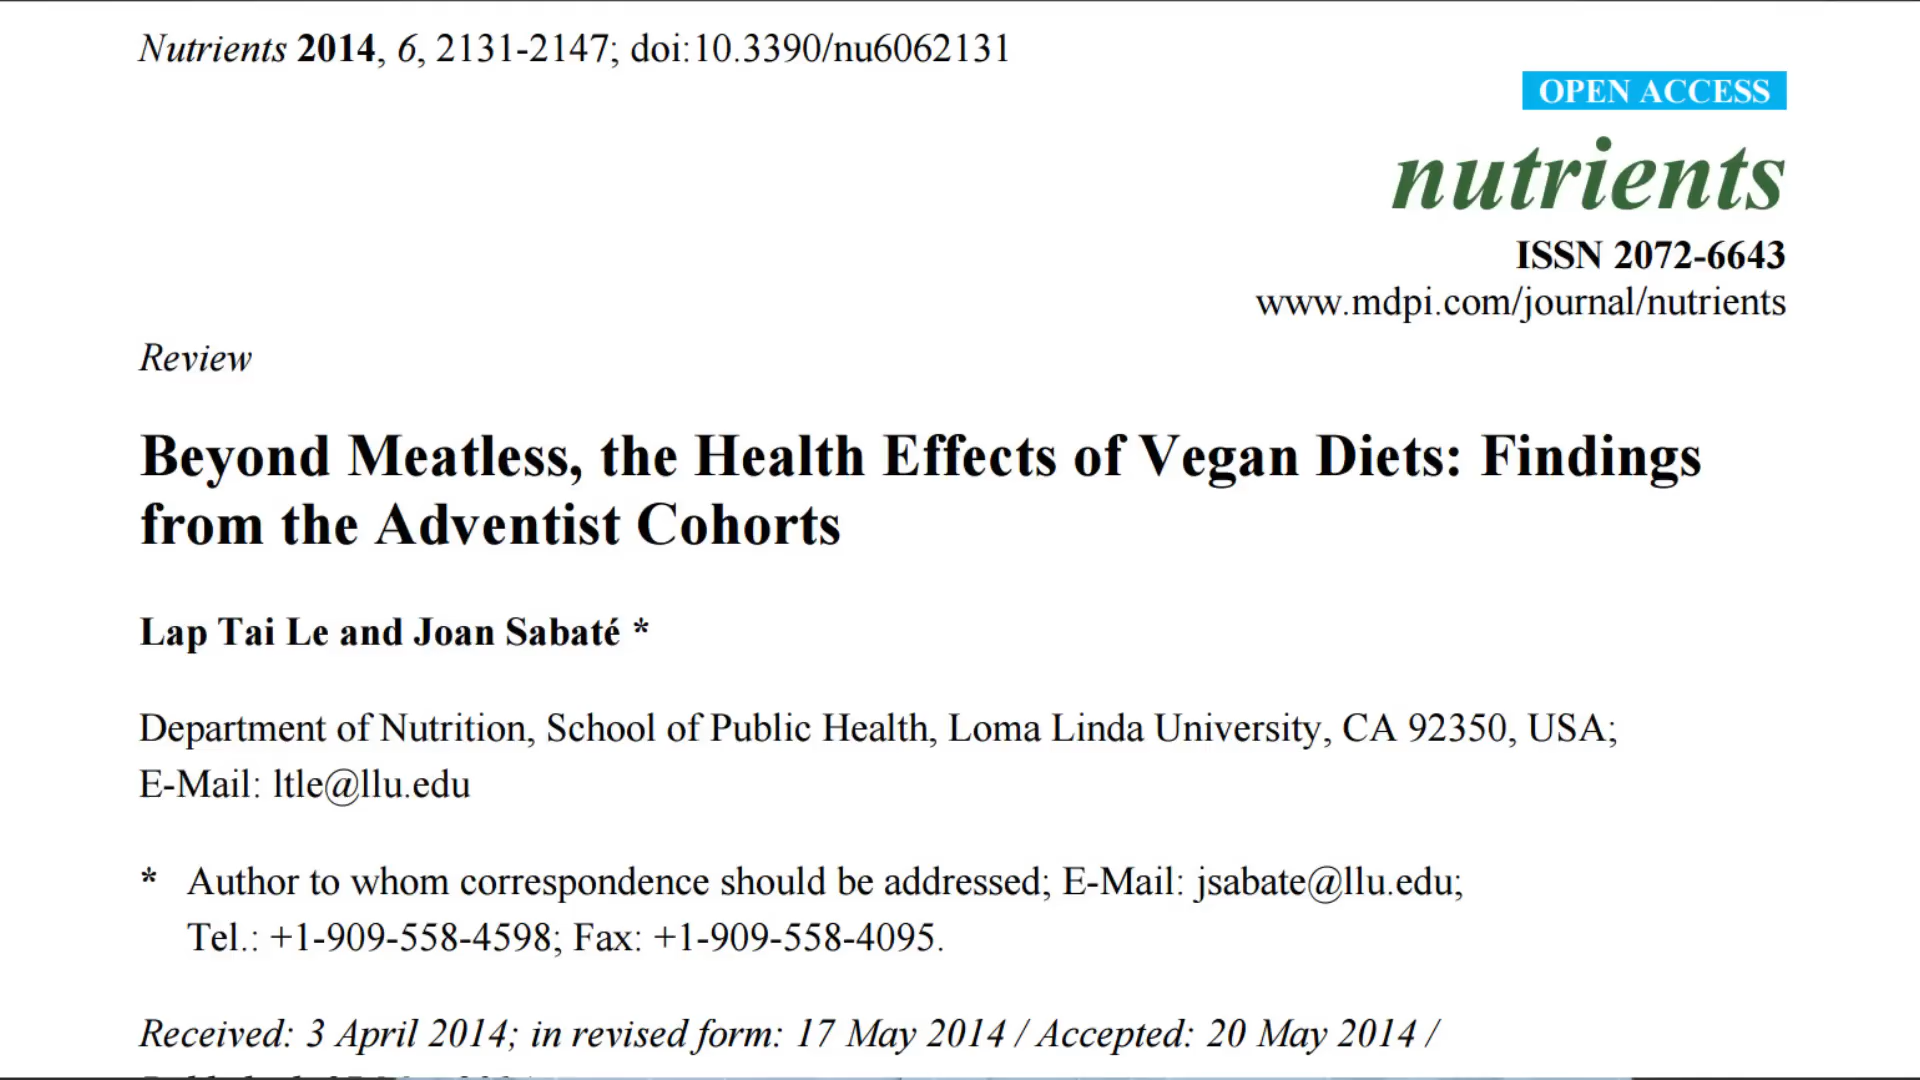 Nutrients 2014, 6, 2131-2147; doi:10.3390/nu6062131
OPEN ACCESS
nutrients
ISSN 2072-6643
www.mdpi.com/journal/nutrients
Review
Beyond Meatless, the Health Effects of Vegan Diets: Findings
from the Adventist Cohorts
Lap Tai Le and Joan Sabaté *
Department of Nutrition, School of Public Health, Loma Linda University, CA 92350, USA;
E-Mail: ltle@llu.edu
* Author to whom correspondence should be addressed; E-Mail: jsabate@llu.edu;
Tel.: +1-909-558-4598; Fax: +1-909-558-4095.
Received: 3 April 2014; in revised form: 17 May 2014 / Accepted: 20 May 2014 /